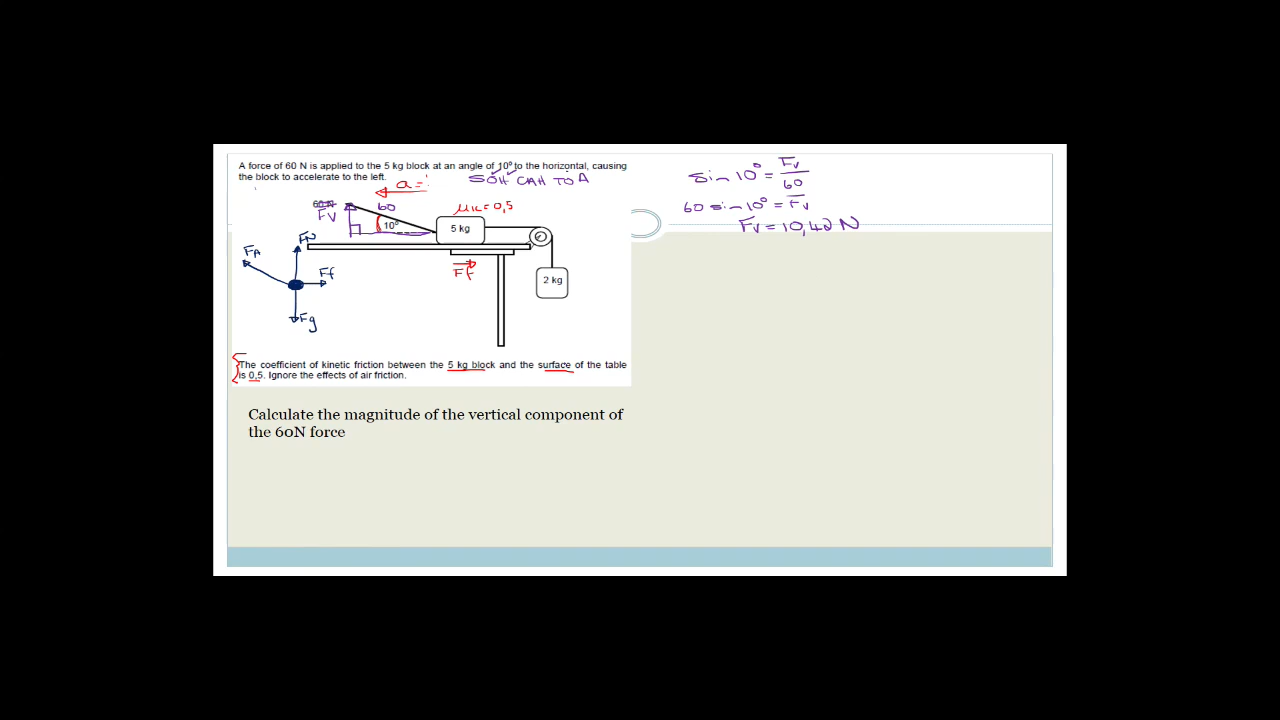 A force of 60 N is applied to the 5 kg block at an angle of 10⁰ to the horizontal, causing
the block to accelerate to the left.
SOH CAH TOA
a=
60 N
60
Fv
μk=0,5
10⁰
5 kg
FN
FA
Ff
Ff
2 kg
Fg
The coefficient of kinetic friction between the 5 kg block and the surface of the table
is 0,5. Ignore the effects of air friction.
Calculate the magnitude of the vertical component of
the 60N force
sin 10° = Fv/60
60 sin 10° = Fv
Fv = 10,42 N